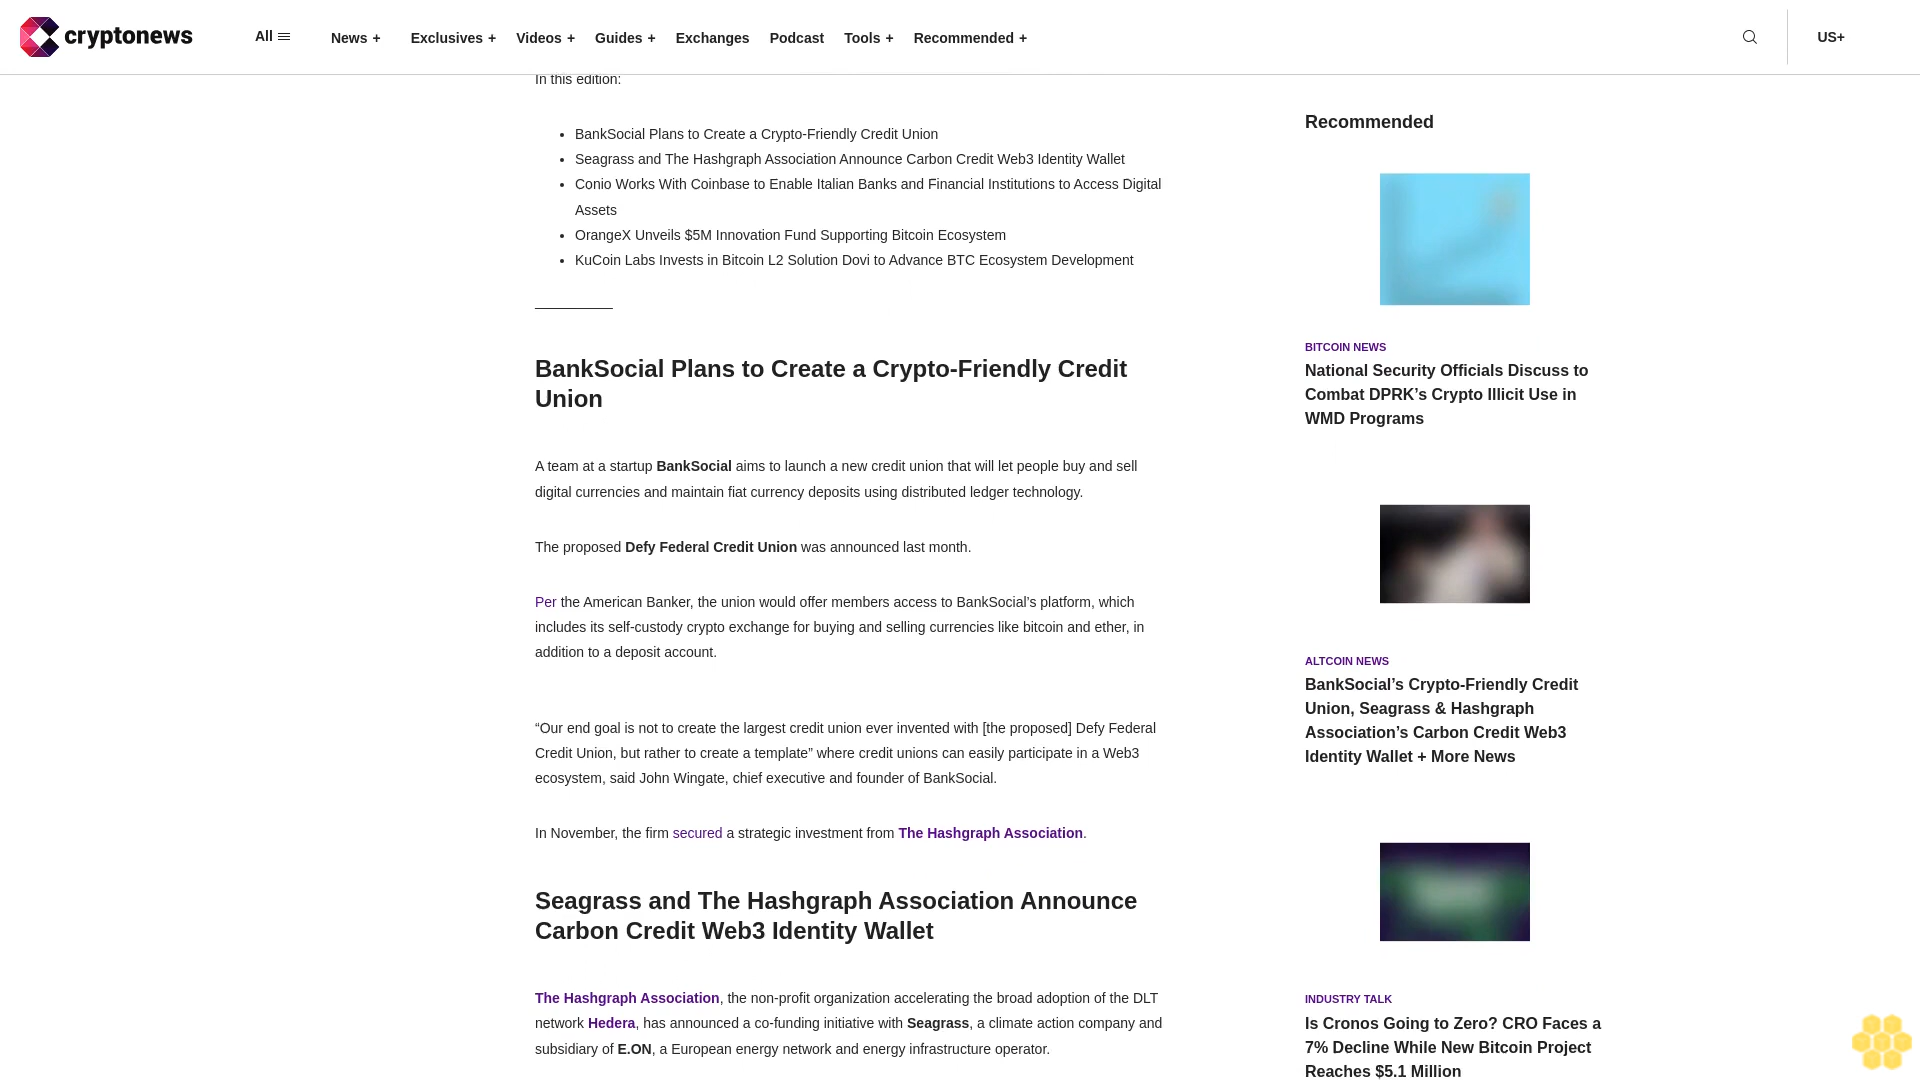 cryptonews
All
News +
Exclusives +
Videos +
Guides +
Exchanges
Podcast
Tools +
Recommended +
US+
In this edition:
BankSocial Plans to Create a Crypto-Friendly Credit Union
Seagrass and The Hashgraph Association Announce Carbon Credit Web3 Identity Wallet
Conio Works With Coinbase to Enable Italian Banks and Financial Institutions to Access Digital
Assets
OrangeX Unveils $5M Innovation Fund Supporting Bitcoin Ecosystem
KuCoin Labs Invests in Bitcoin L2 Solution Dovi to Advance BTC Ecosystem Development
__________
BankSocial Plans to Create a Crypto-Friendly Credit
Union
A team at a startup BankSocial aims to launch a new credit union that will let people buy and sell
digital currencies and maintain fiat currency deposits using distributed ledger technology.
The proposed Defy Federal Credit Union was announced last month.
Per the American Banker, the union would offer members access to BankSocial’s platform, which
includes its self-custody crypto exchange for buying and selling currencies like bitcoin and ether, in
addition to a deposit account.
“Our end goal is not to create the largest credit union ever invented with [the proposed] Defy Federal
Credit Union, but rather to create a template” where credit unions can easily participate in a Web3
ecosystem, said John Wingate, chief executive and founder of BankSocial.
In November, the firm secured a strategic investment from The Hashgraph Association.
Seagrass and The Hashgraph Association Announce
Carbon Credit Web3 Identity Wallet
The Hashgraph Association, the non-profit organization accelerating the broad adoption of the DLT
network Hedera, has announced a co-funding initiative with Seagrass, a climate action company and
subsidiary of E.ON, a European energy network and energy infrastructure operator.
Recommended
BITCOIN NEWS
National Security Officials Discuss to
Combat DPRK’s Crypto Illicit Use in
WMD Programs
ALTCOIN NEWS
BankSocial’s Crypto-Friendly Credit
Union, Seagrass & Hashgraph
Association’s Carbon Credit Web3
Identity Wallet + More News
INDUSTRY TALK
Is Cronos Going to Zero? CRO Faces a
7% Decline While New Bitcoin Project
Reaches $5.1 Million